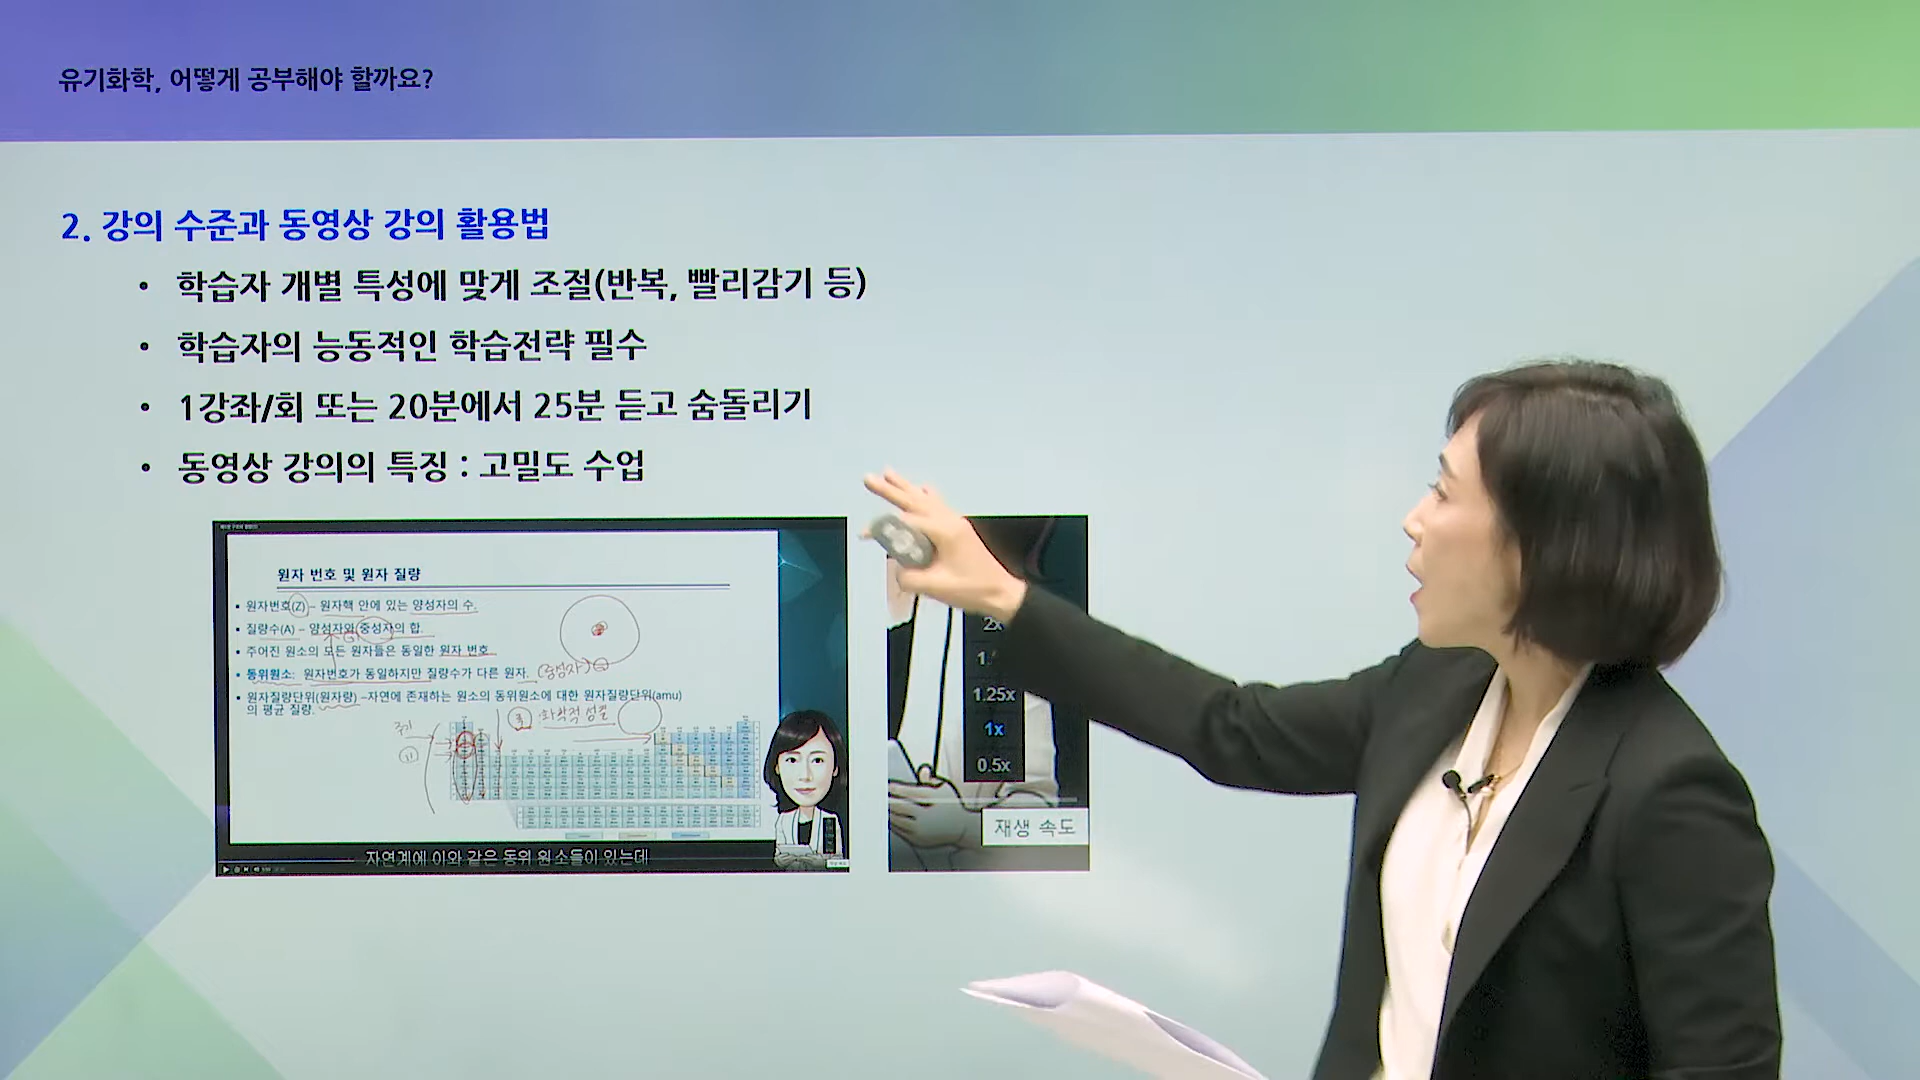 유기화학, 어떻게 공부해야 할까요?
2. 강의 수준과 동영상 강의 활용법
• 학습자 개별 특성에 맞게 조절(반복, 빨리감기 등)
• 학습자의 능동적인 학습전략 필수
• 1강좌/회 또는 20분에서 25분 듣고 숨돌리기
• 동영상 강의의 특징 : 고밀도 수업
원자 번호 및 원자 질량
▪ 원자번호(Z) – 원자핵 안에 있는 양성자의 수.
▪ 질량수(A) – 양성자와 중성자의 합.
▪ 주어진 원소의 모든 원자들은 동일한 원자 번호
▪ 동위원소: 원자번호가 동일하지만 질량수가 다른 원자. (중성자)
▪ 원자질량단위(원자량) –자연에 존재하는 원소의 동위원소에 대한 원자질량단위(amu)
의 평균 질량.
화학적 성질
주기
자연계에 이와 같은 동위 원소들이 있는데
2x
1.25x
1x
0.5x
재생 속도